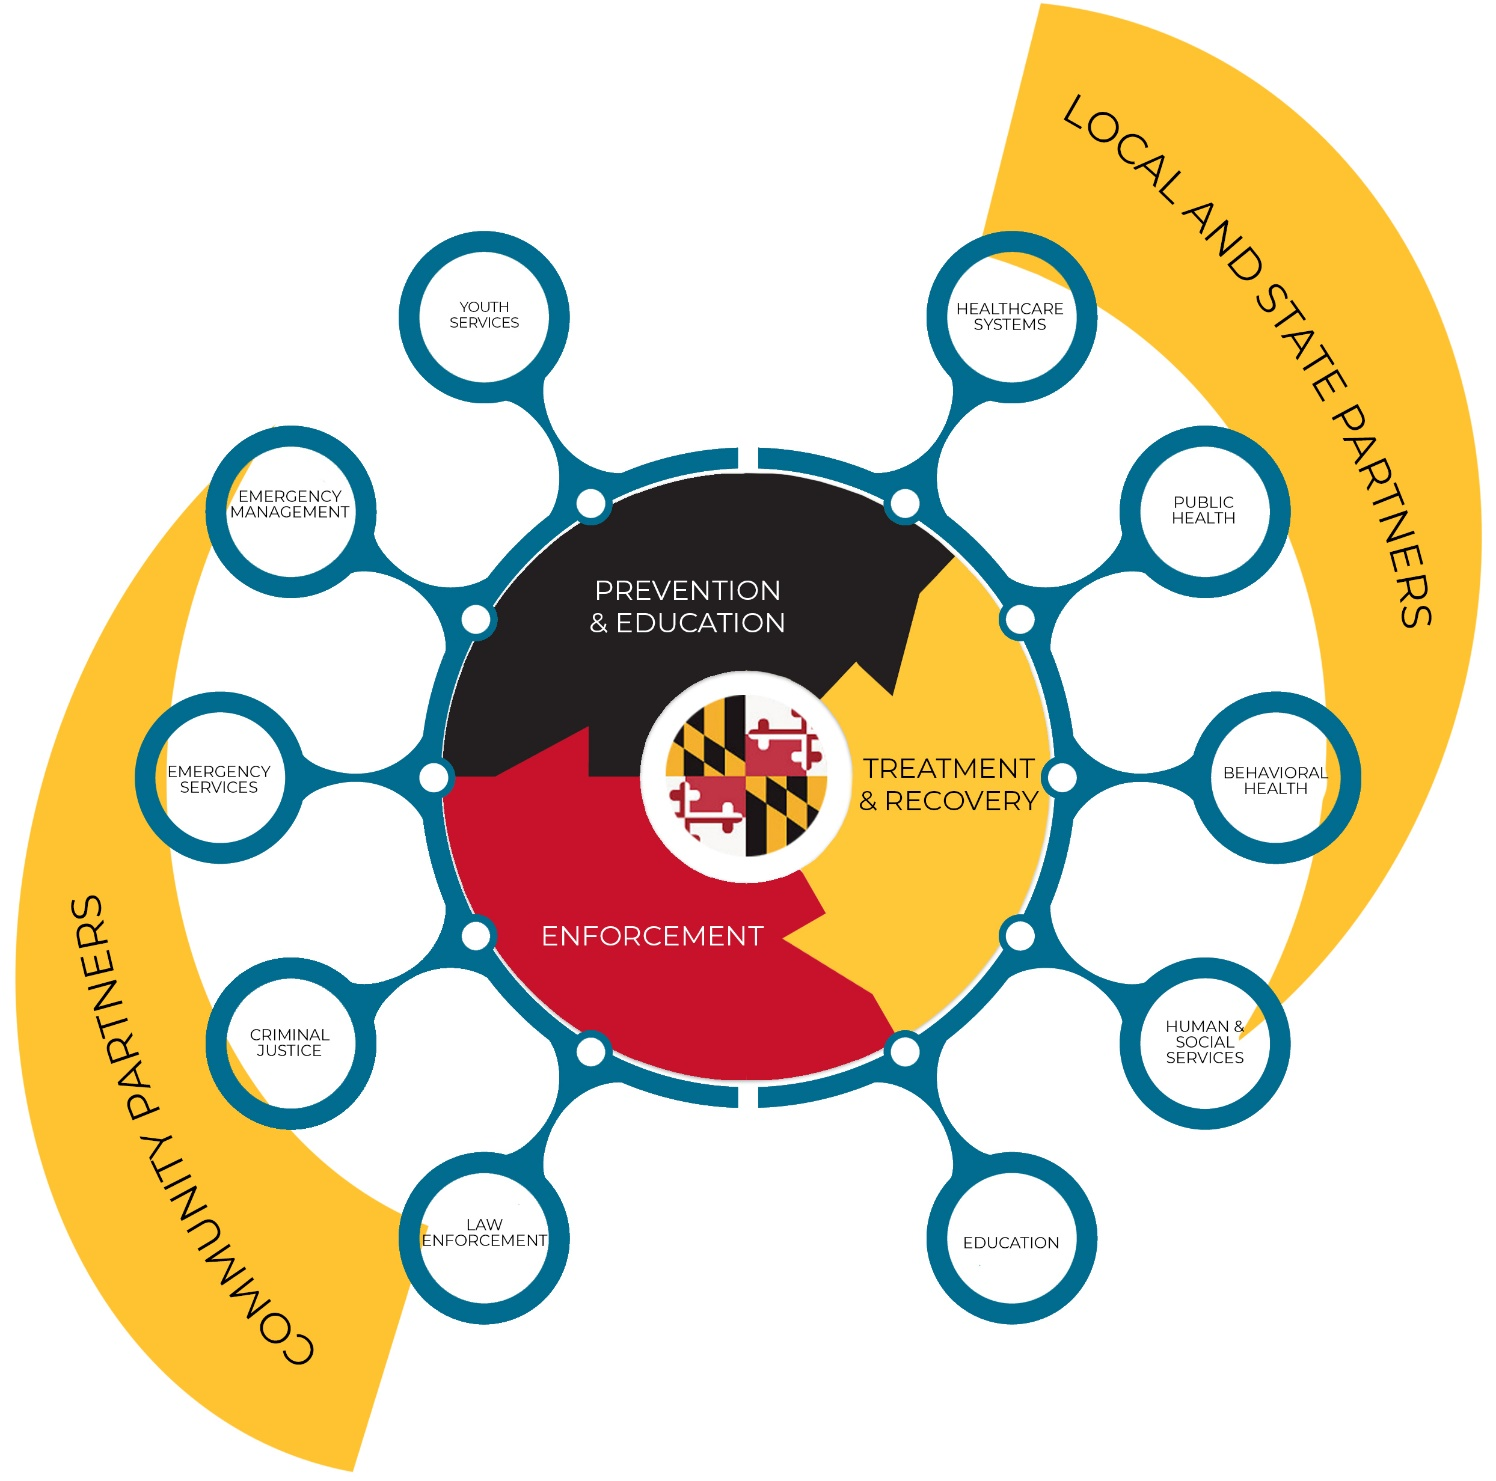 LOCAL AND STATE PARTNERS
YOUTH
SERVICES
HEALTHCARE
SYSTEMS
EMERGENCY
MANAGEMENT
PUBLIC
HEALTH
PREVENTION
& EDUCATION
EMERGENCY
SERVICES
TREATMENT
& RECOVERY
BEHAVIORAL
HEALTH
ENFORCEMENT
CRIMINAL
JUSTICE
HUMAN &
SOCIAL
SERVICES
LAW
ENFORCEMENT
EDUCATION
COMMUNITY PARTNERS